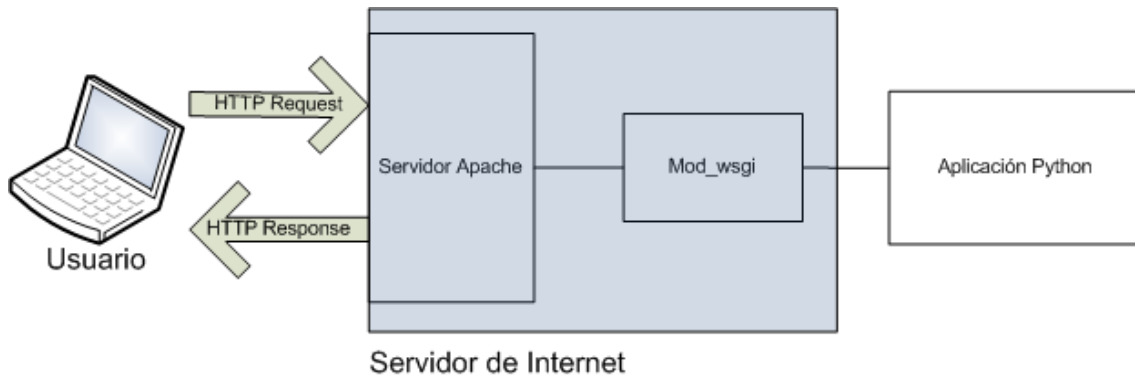 HTTP Request
HTTP Response
Usuario
Servidor Apache
Mod_wsgi
Aplicación Python
Servidor de Internet